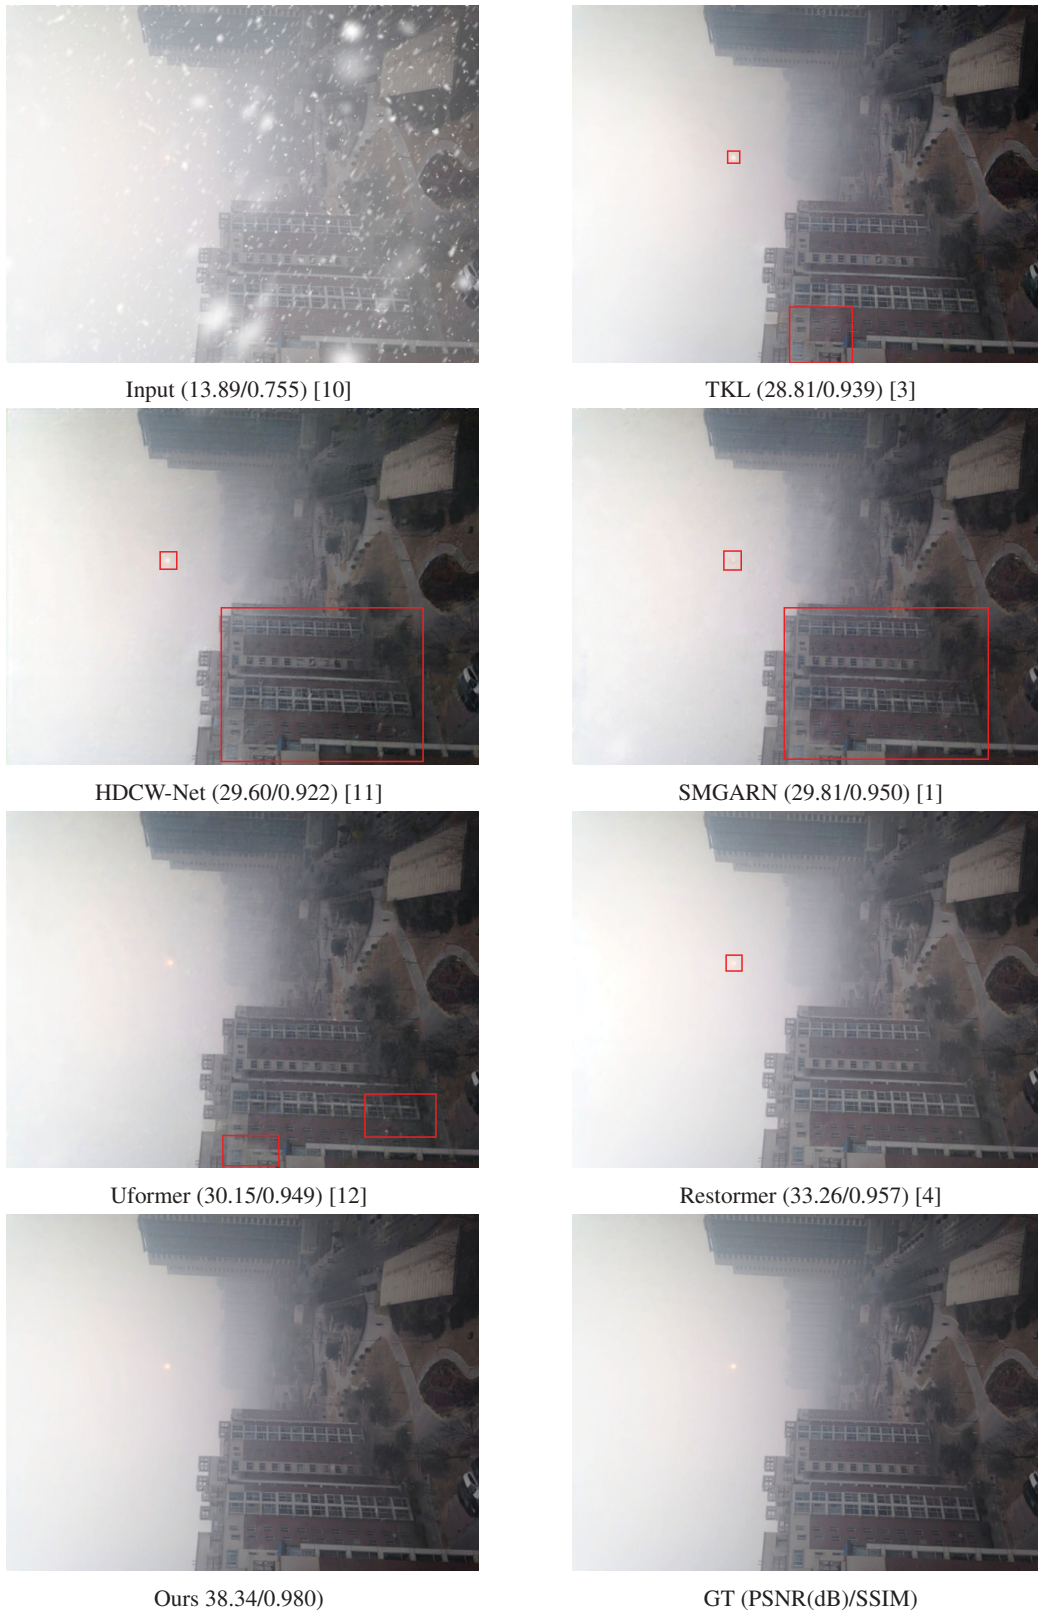 Input (13.89/0.755) [10]
TKL (28.81/0.939) [3]
HDCW-Net (29.60/0.922) [11]
SMGARN (29.81/0.950) [1]
Uformer (30.15/0.949) [12]
Restormer (33.26/0.957) [4]
Ours 38.34/0.980)
GT (PSNR(dB)/SSIM)